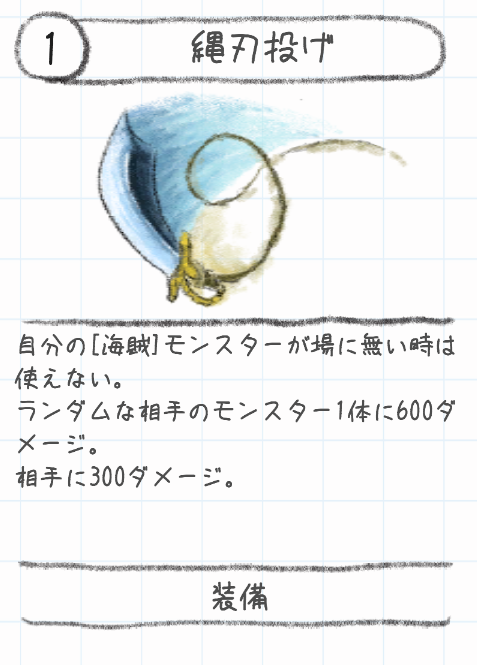 1
縄刃投げ
自分の[海賊]モンスターが場に無い時は
使えない。
ランダムな相手のモンスター1体に600ダ
メージ。
相手に300ダメージ。
装備